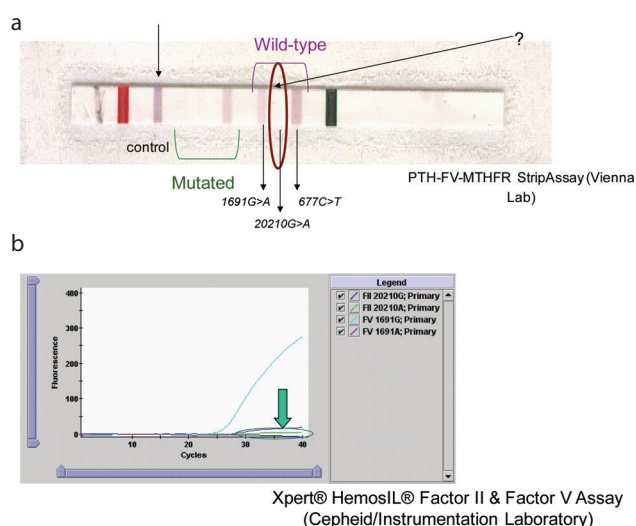 a
?
Wild-type
control
Mutated
1691G>A
677C>T
20210G>A
PTH-FV-MTHFR StripAssay (Vienna
Lab)
b
Legend
FII 20210G; Primary
FII 20210A; Primary
FV 1691G; Primary
FV 1691A; Primary
Fluorescence
400
300
200
100
0
10
20
30
40
Cycles
Xpert® HemosIL® Factor II & Factor V Assay
(Cepheid/Instrumentation Laboratory)